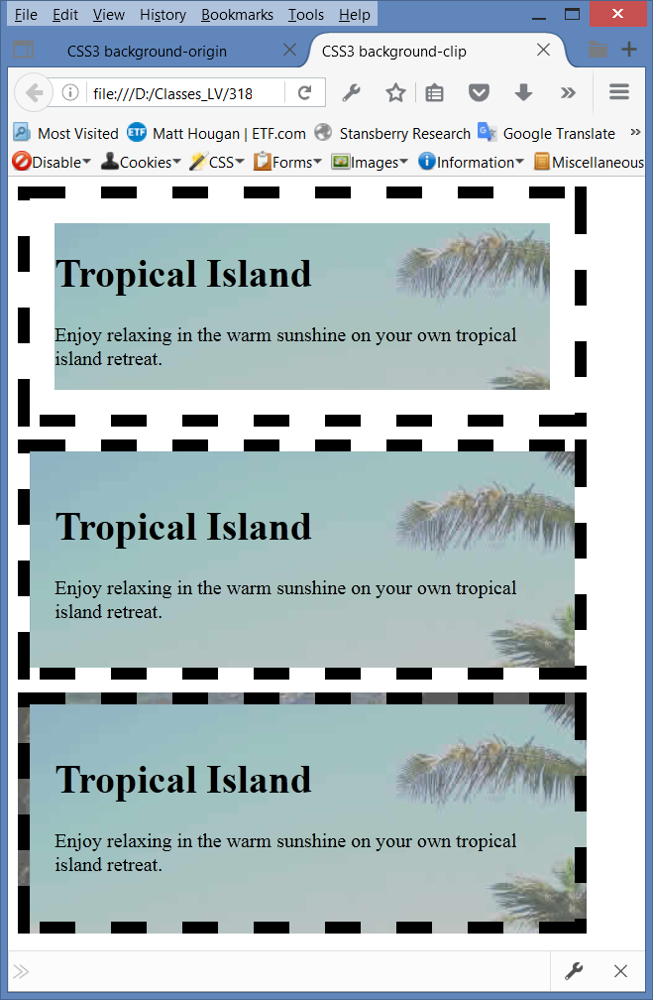 File Edit View History Bookmarks Tools Help
CSS3 background-origin CSS3 background-clip
file:///D:/Classes_LV/318
Most Visited ETF Matt Hougan | ETF.com Stansberry Research Google Translate
Disable Cookies CSS Forms Images Information Miscellaneous
Tropical Island
Enjoy relaxing in the warm sunshine on your own tropical
island retreat.
Tropical Island
Enjoy relaxing in the warm sunshine on your own tropical
island retreat.
Tropical Island
Enjoy relaxing in the warm sunshine on your own tropical
island retreat.